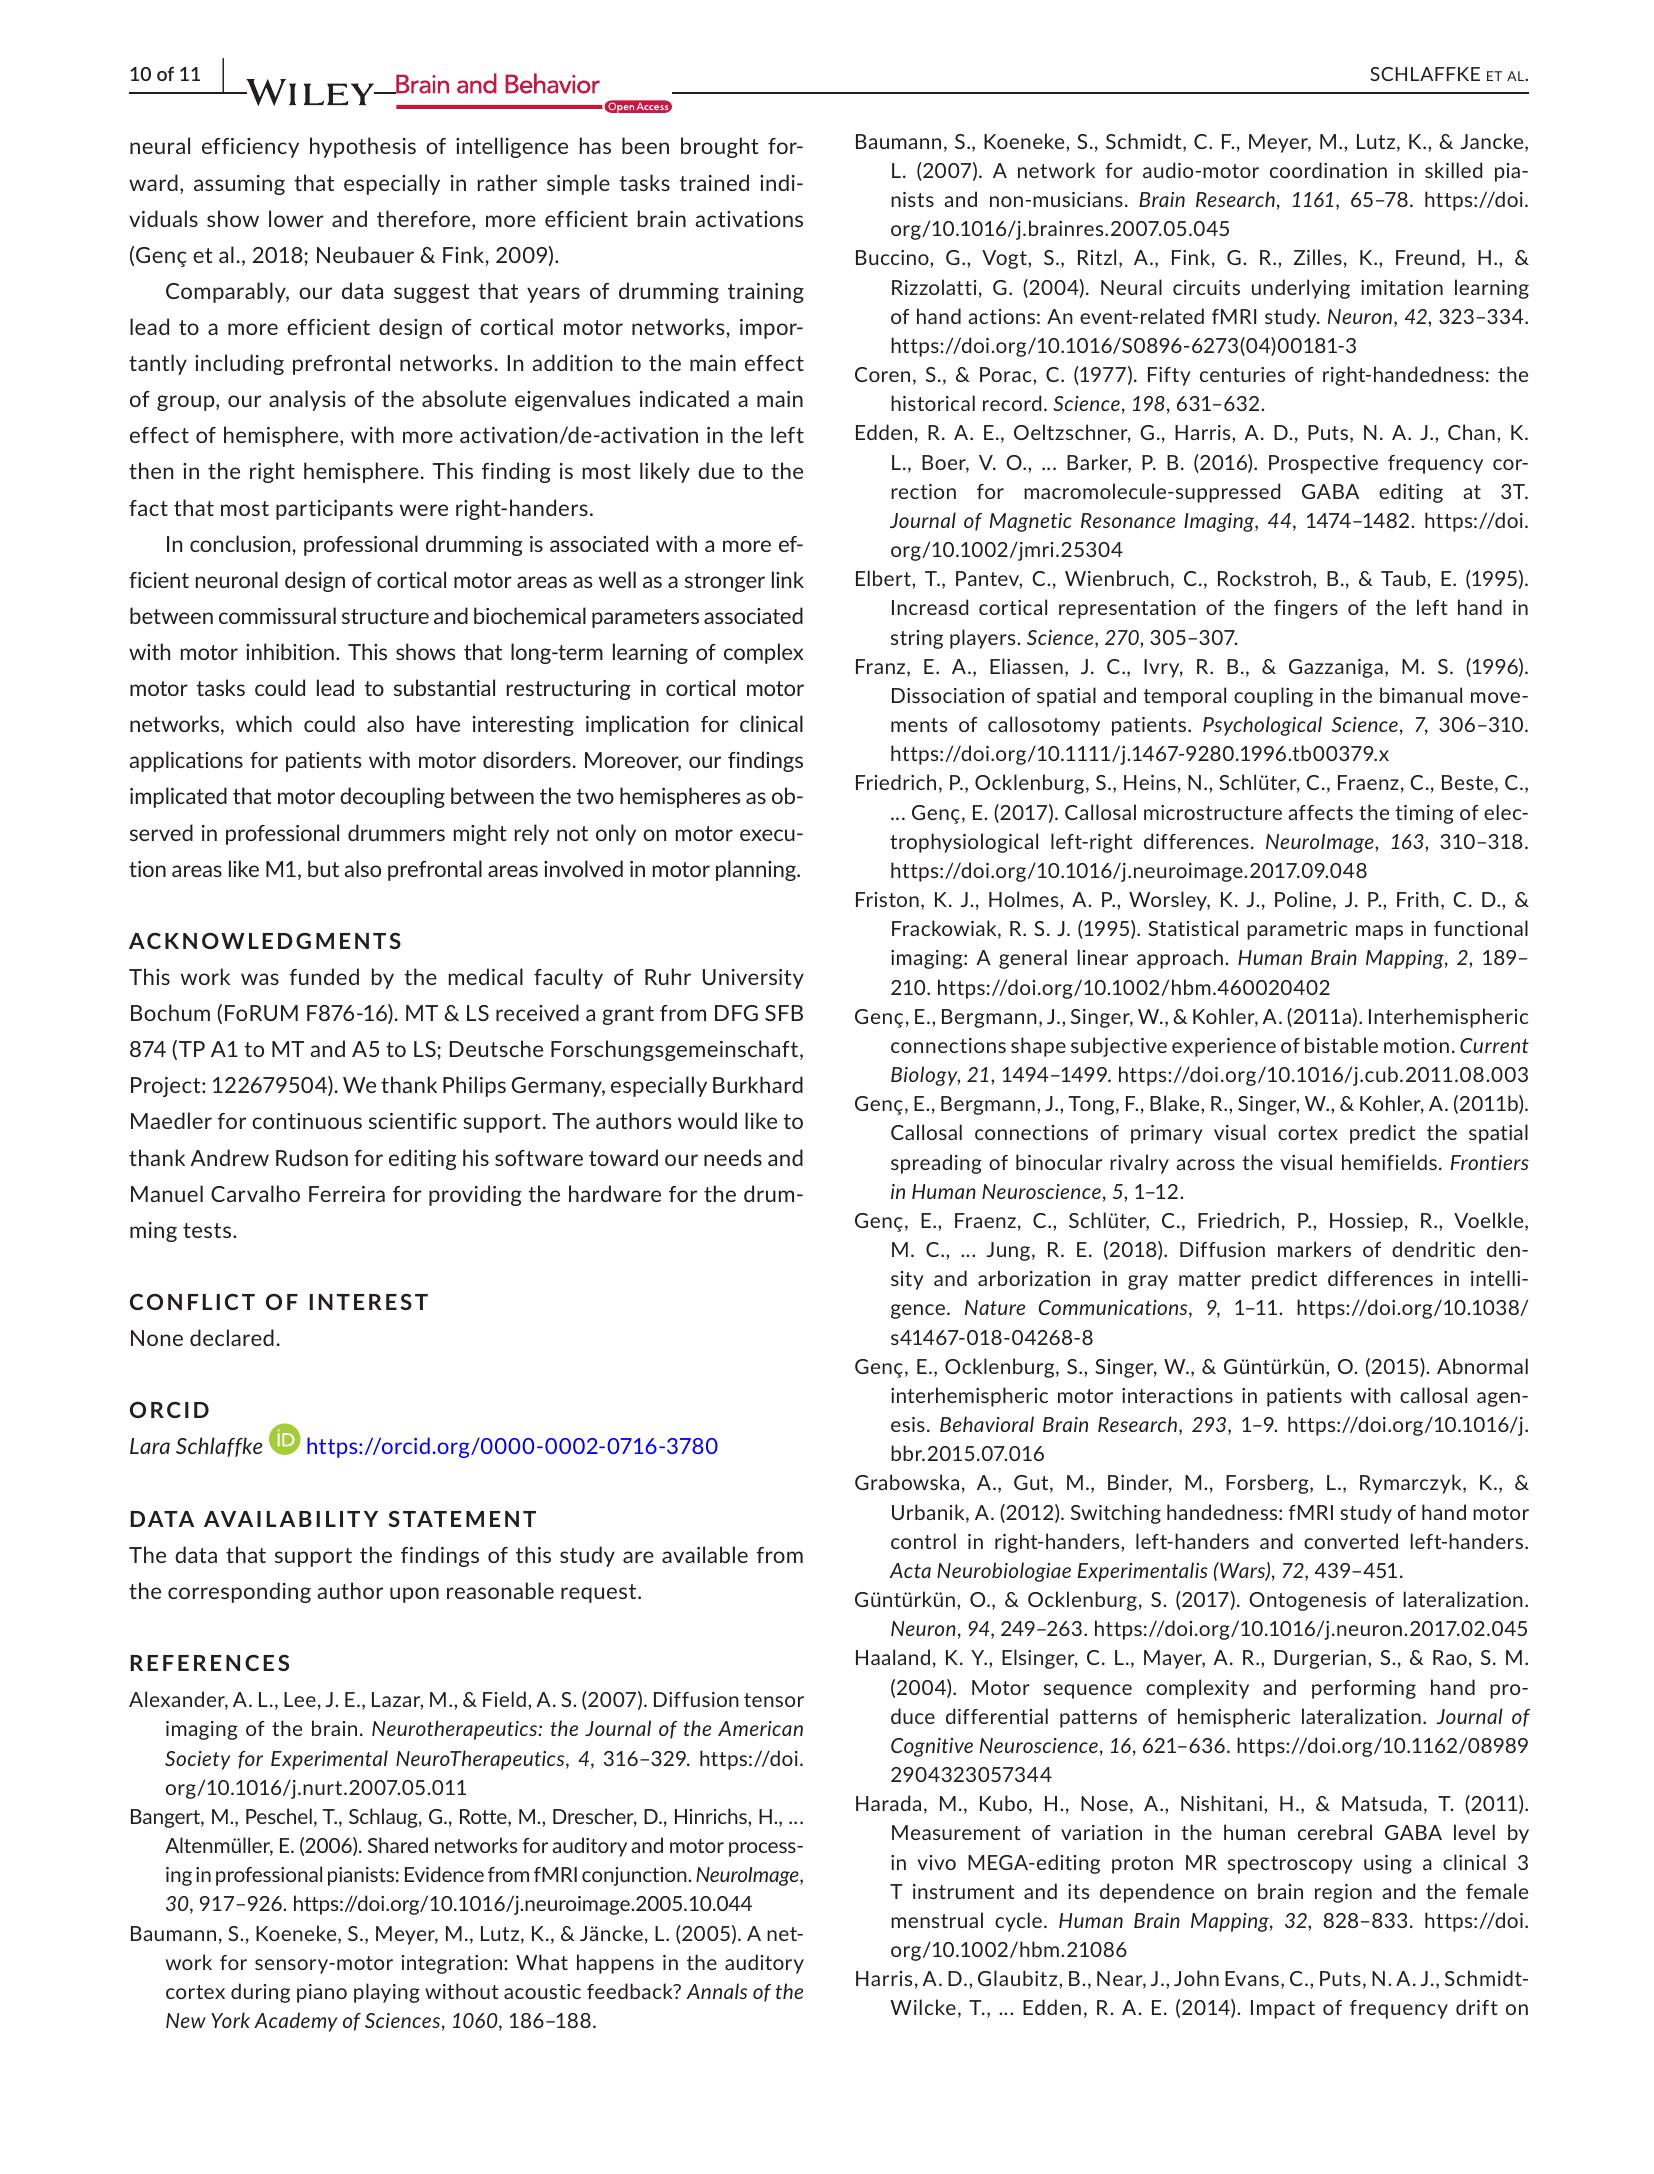 10 of 11
WILEY
Brain and Behavior
Open Access
SCHLAFFKE ET AL.
neural efficiency hypothesis of intelligence has been brought for-
ward, assuming that especially in rather simple tasks trained indi-
viduals show lower and therefore, more efficient brain activations
(Genç et al., 2018; Neubauer & Fink, 2009).
Comparably, our data suggest that years of drumming training
lead to a more efficient design of cortical motor networks, impor-
tantly including prefrontal networks. In addition to the main effect
of group, our analysis of the absolute eigenvalues indicated a main
effect of hemisphere, with more activation/de-activation in the left
then in the right hemisphere. This finding is most likely due to the
fact that most participants were right-handers.
In conclusion, professional drumming is associated with a more ef-
ficient neuronal design of cortical motor areas as well as a stronger link
between commissural structure and biochemical parameters associated
with motor inhibition. This shows that long-term learning of complex
motor tasks could lead to substantial restructuring in cortical motor
networks, which could also have interesting implication for clinical
applications for patients with motor disorders. Moreover, our findings
implicated that motor decoupling between the two hemispheres as ob-
served in professional drummers might rely not only on motor execu-
tion areas like M1, but also prefrontal areas involved in motor planning.
ACKNOWLEDGMENTS
This work was funded by the medical faculty of Ruhr University
Bochum (FoRUM F876-16). MT & LS received a grant from DFG SFB
874 (TP A1 to MT and A5 to LS; Deutsche Forschungsgemeinschaft,
Project: 122679504). We thank Philips Germany, especially Burkhard
Maedler for continuous scientific support. The authors would like to
thank Andrew Rudson for editing his software toward our needs and
Manuel Carvalho Ferreira for providing the hardware for the drum-
ming tests.
CONFLICT OF INTEREST
None declared.
ORCID
Lara Schlaffke iD https://orcid.org/0000-0002-0716-3780
DATA AVAILABILITY STATEMENT
The data that support the findings of this study are available from
the corresponding author upon reasonable request.
REFERENCES
Alexander, A. L., Lee, J. E., Lazar, M., & Field, A. S. (2007). Diffusion tensor
imaging of the brain. Neurotherapeutics: the Journal of the American
Society for Experimental NeuroTherapeutics, 4, 316–329. https://doi.
org/10.1016/j.nurt.2007.05.011
Bangert, M., Peschel, T., Schlaug, G., Rotte, M., Drescher, D., Hinrichs, H., …
Altenmüller, E. (2006). Shared networks for auditory and motor process-
ing in professional pianists: Evidence from fMRI conjunction. NeuroImage,
30, 917–926. https://doi.org/10.1016/j.neuroimage.2005.10.044
Baumann, S., Koeneke, S., Meyer, M., Lutz, K., & Jäncke, L. (2005). A net-
work for sensory-motor integration: What happens in the auditory
cortex during piano playing without acoustic feedback? Annals of the
New York Academy of Sciences, 1060, 186–188.
Baumann, S., Koeneke, S., Schmidt, C. F., Meyer, M., Lutz, K., & Jancke,
L. (2007). A network for audio-motor coordination in skilled pia-
nists and non-musicians. Brain Research, 1161, 65–78. https://doi.
org/10.1016/j.brainres.2007.05.045
Buccino, G., Vogt, S., Ritzl, A., Fink, G. R., Zilles, K., Freund, H., &
Rizzolatti, G. (2004). Neural circuits underlying imitation learning
of hand actions: An event-related fMRI study. Neuron, 42, 323–334.
https://doi.org/10.1016/S0896-6273(04)00181-3
Coren, S., & Porac, C. (1977). Fifty centuries of right-handedness: the
historical record. Science, 198, 631–632.
Edden, R. A. E., Oeltzschner, G., Harris, A. D., Puts, N. A. J., Chan, K.
L., Boer, V. O., … Barker, P. B. (2016). Prospective frequency cor-
rection for macromolecule-suppressed GABA editing at 3T.
Journal of Magnetic Resonance Imaging, 44, 1474–1482. https://doi.
org/10.1002/jmri.25304
Elbert, T., Pantev, C., Wienbruch, C., Rockstroh, B., & Taub, E. (1995).
Increasd cortical representation of the fingers of the left hand in
string players. Science, 270, 305–307.
Franz, E. A., Eliassen, J. C., Ivry, R. B., & Gazzaniga, M. S. (1996).
Dissociation of spatial and temporal coupling in the bimanual move-
ments of callosotomy patients. Psychological Science, 7, 306–310.
https://doi.org/10.1111/j.1467-9280.1996.tb00379.x
Friedrich, P., Ocklenburg, S., Heins, N., Schlüter, C., Fraenz, C., Beste, C.,
… Genç, E. (2017). Callosal microstructure affects the timing of elec-
trophysiological left-right differences. NeuroImage, 163, 310–318.
https://doi.org/10.1016/j.neuroimage.2017.09.048
Friston, K. J., Holmes, A. P., Worsley, K. J., Poline, J. P., Frith, C. D., &
Frackowiak, R. S. J. (1995). Statistical parametric maps in functional
imaging: A general linear approach. Human Brain Mapping, 2, 189–
210. https://doi.org/10.1002/hbm.460020402
Genç, E., Bergmann, J., Singer, W., & Kohler, A. (2011a). Interhemispheric
connections shape subjective experience of bistable motion. Current
Biology, 21, 1494–1499. https://doi.org/10.1016/j.cub.2011.08.003
Genç, E., Bergmann, J., Tong, F., Blake, R., Singer, W., & Kohler, A. (2011b).
Callosal connections of primary visual cortex predict the spatial
spreading of binocular rivalry across the visual hemifields. Frontiers
in Human Neuroscience, 5, 1–12.
Genç, E., Fraenz, C., Schlüter, C., Friedrich, P., Hossiep, R., Voelkle,
M. C., … Jung, R. E. (2018). Diffusion markers of dendritic den-
sity and arborization in gray matter predict differences in intelli-
gence. Nature Communications, 9, 1–11. https://doi.org/10.1038/
s41467-018-04268-8
Genç, E., Ocklenburg, S., Singer, W., & Güntürkün, O. (2015). Abnormal
interhemispheric motor interactions in patients with callosal agen-
esis. Behavioral Brain Research, 293, 1–9. https://doi.org/10.1016/j.
bbr.2015.07.016
Grabowska, A., Gut, M., Binder, M., Forsberg, L., Rymarczyk, K., &
Urbanik, A. (2012). Switching handedness: fMRI study of hand motor
control in right-handers, left-handers and converted left-handers.
Acta Neurobiologiae Experimentalis (Wars), 72, 439–451.
Güntürkün, O., & Ocklenburg, S. (2017). Ontogenesis of lateralization.
Neuron, 94, 249–263. https://doi.org/10.1016/j.neuron.2017.02.045
Haaland, K. Y., Elsinger, C. L., Mayer, A. R., Durgerian, S., & Rao, S. M.
(2004). Motor sequence complexity and performing hand pro-
duce differential patterns of hemispheric lateralization. Journal of
Cognitive Neuroscience, 16, 621–636. https://doi.org/10.1162/08989
2904323057344
Harada, M., Kubo, H., Nose, A., Nishitani, H., & Matsuda, T. (2011).
Measurement of variation in the human cerebral GABA level by
in vivo MEGA-editing proton MR spectroscopy using a clinical 3
T instrument and its dependence on brain region and the female
menstrual cycle. Human Brain Mapping, 32, 828–833. https://doi.
org/10.1002/hbm.21086
Harris, A. D., Glaubitz, B., Near, J., John Evans, C., Puts, N. A. J., Schmidt-
Wilcke, T., … Edden, R. A. E. (2014). Impact of frequency drift on